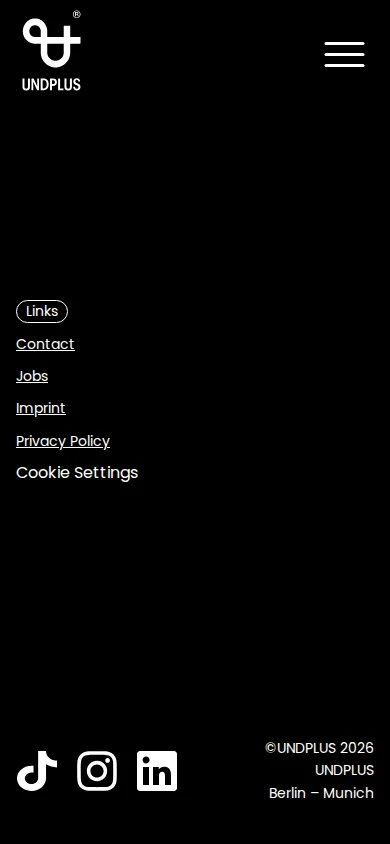 ®
UNDPLUS
Links
Contact
Jobs
Imprint
Privacy Policy
Cookie Settings
©UNDPLUS 2026
UNDPLUS
Berlin – Munich